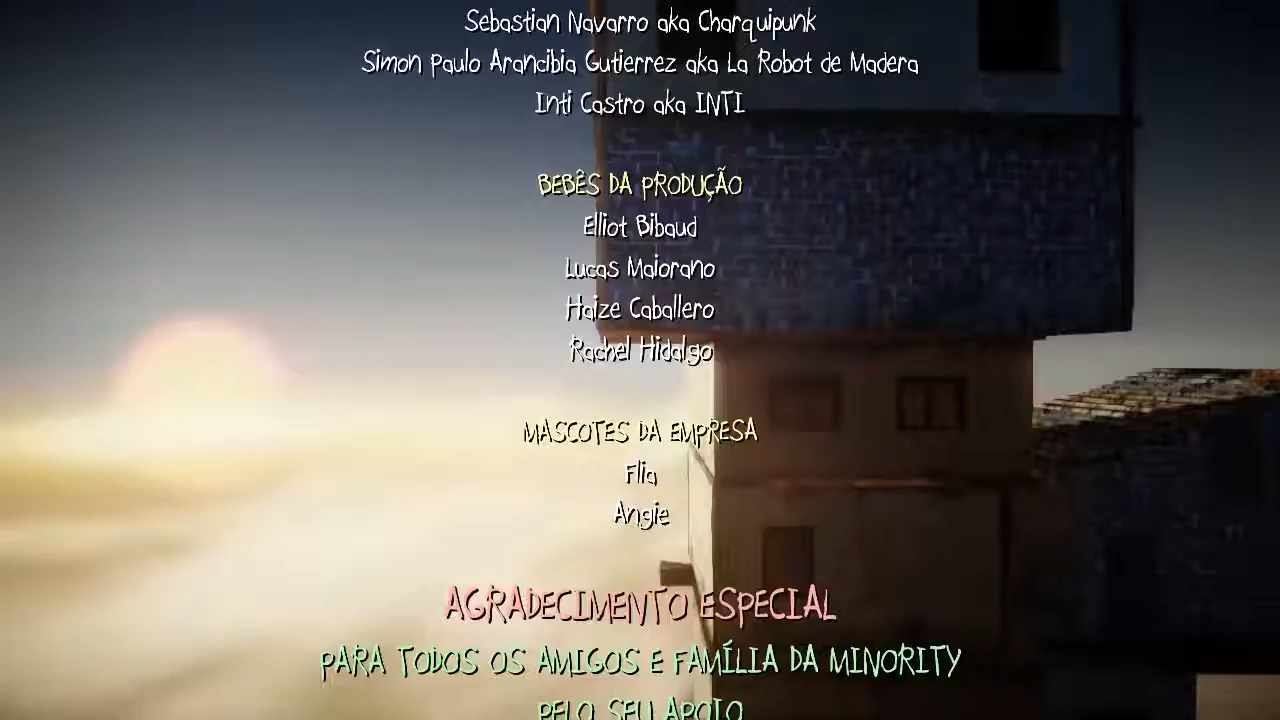 Sebastian Navarro aka Charquipunk
Simon Paulo Arancibia Gutierrez aka La Robot de Madera
Inti Castro aka INTI
BEBÊS DA PRODUÇÃO
Elliot Bibaud
Lucas Maiorano
Haize Caballero
Rachel Hidalgo
MASCOTES DA EMPRESA
Flia
Angie
AGRADECIMENTO ESPECIAL
PARA TODOS OS AMIGOS E FAMÍLIA DA MINORITY
PELO SEU APOIO